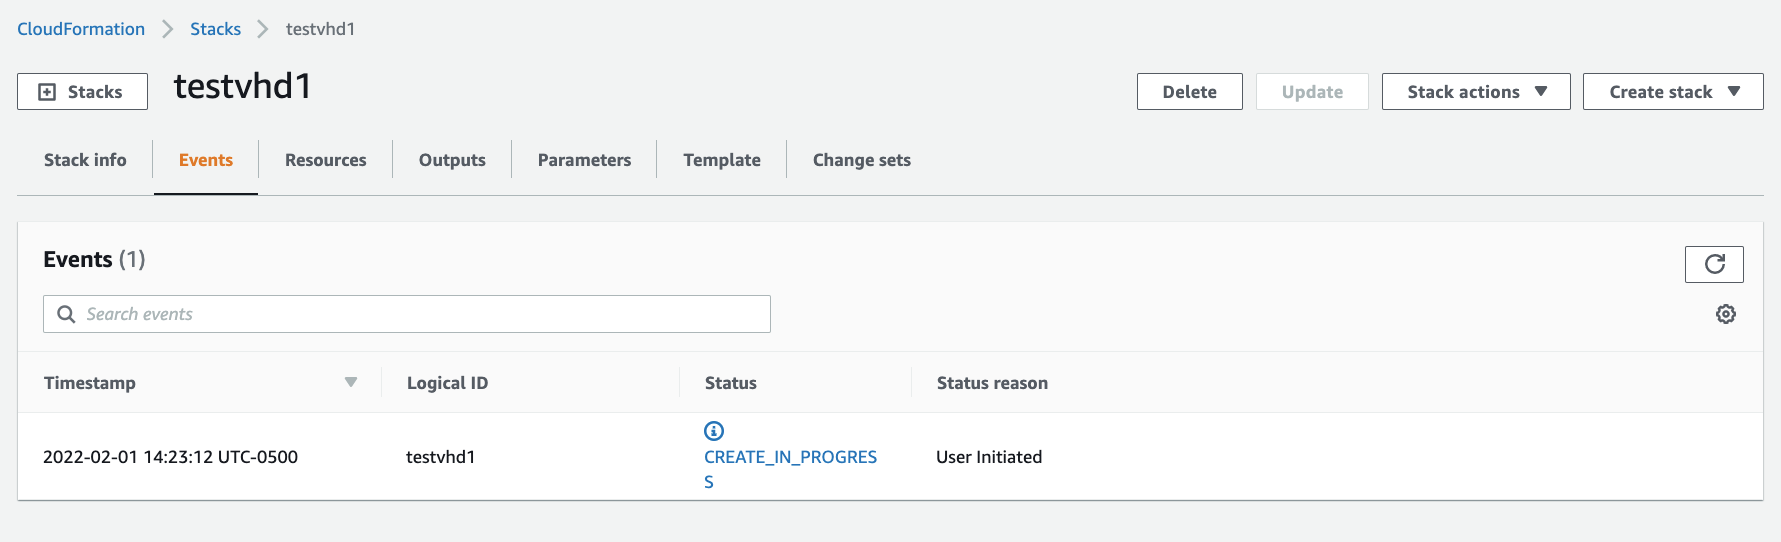 CloudFormation Stacks testvhd1
Stacks testvhd1 Delete Update Stack actions Create stack
Stack info Events Resources Outputs Parameters Template Change sets
Events (1)
Search events
Timestamp Logical ID Status Status reason
2022-02-01 14:23:12 UTC-0500 testvhd1 CREATE_IN_PROGRES User Initiated
S